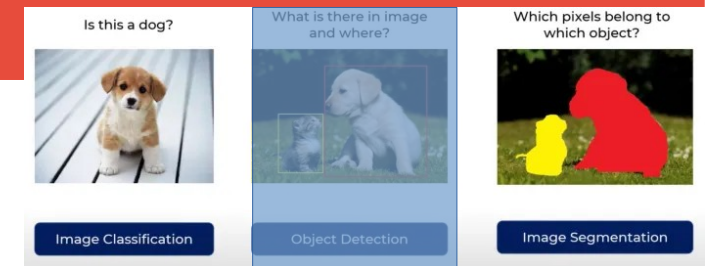 Is this a dog?
What is there in image
and where?
Which pixels belong to
which object?
Image Classification
Object Detection
Image Segmentation